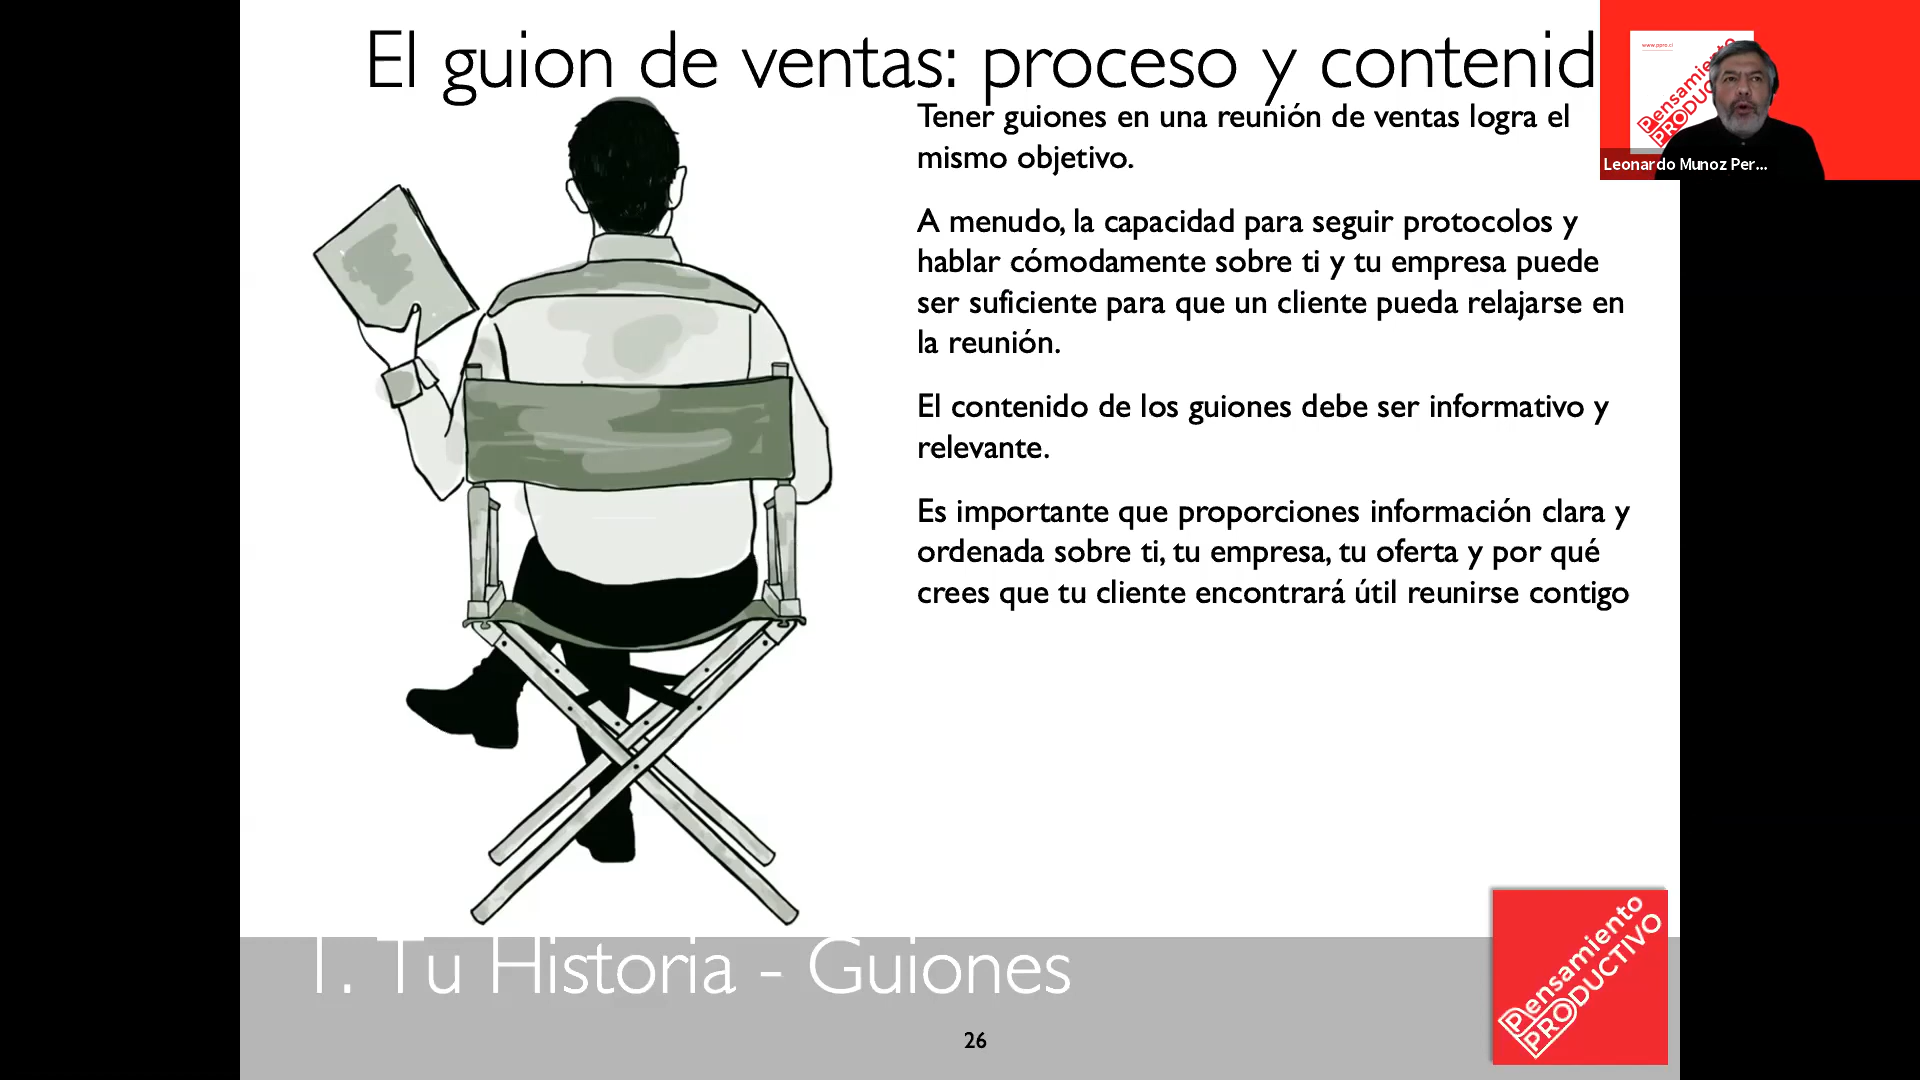 El guion de ventas: proceso y contenid
Tener guiones en una reunión de ventas logra el
mismo objetivo.
A menudo, la capacidad para seguir protocolos y
hablar cómodamente sobre ti y tu empresa puede
ser suficiente para que un cliente pueda relajarse en
la reunión.
El contenido de los guiones debe ser informativo y
relevante.
Es importante que proporciones información clara y
ordenada sobre ti, tu empresa, tu oferta y por qué
crees que tu cliente encontrará útil reunirse contigo
www.ppro.cl
Pensamiento
Leonardo Munoz Per...
1. Tu Historia - Guiones
26
Pensamiento
PRODUCTIVO